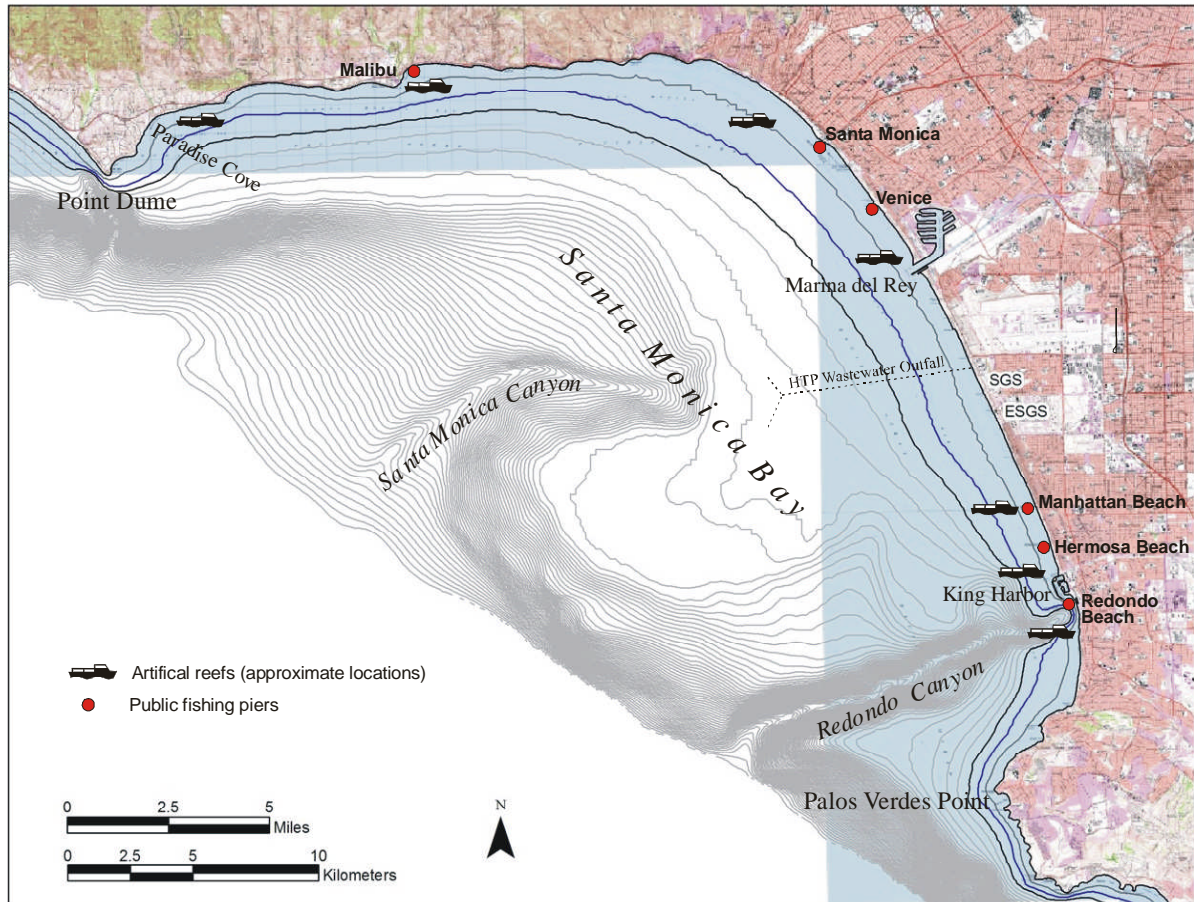 Malibu
Paradise Cove
Santa Monica
Point Dume
Venice
Marina del Rey
Santa Monica Bay
HTP Wastewater Outfall
SGS
Santa Monica Canyon
ESGS
Manhattan Beach
Hermosa Beach
King Harbor
Redondo
Beach
Artifical reefs (approximate locations)
Public fishing piers
Redondo Canyon
Palos Verdes Point
0 2.5 5
Miles
N
0 2.5 5 10
Kilometers